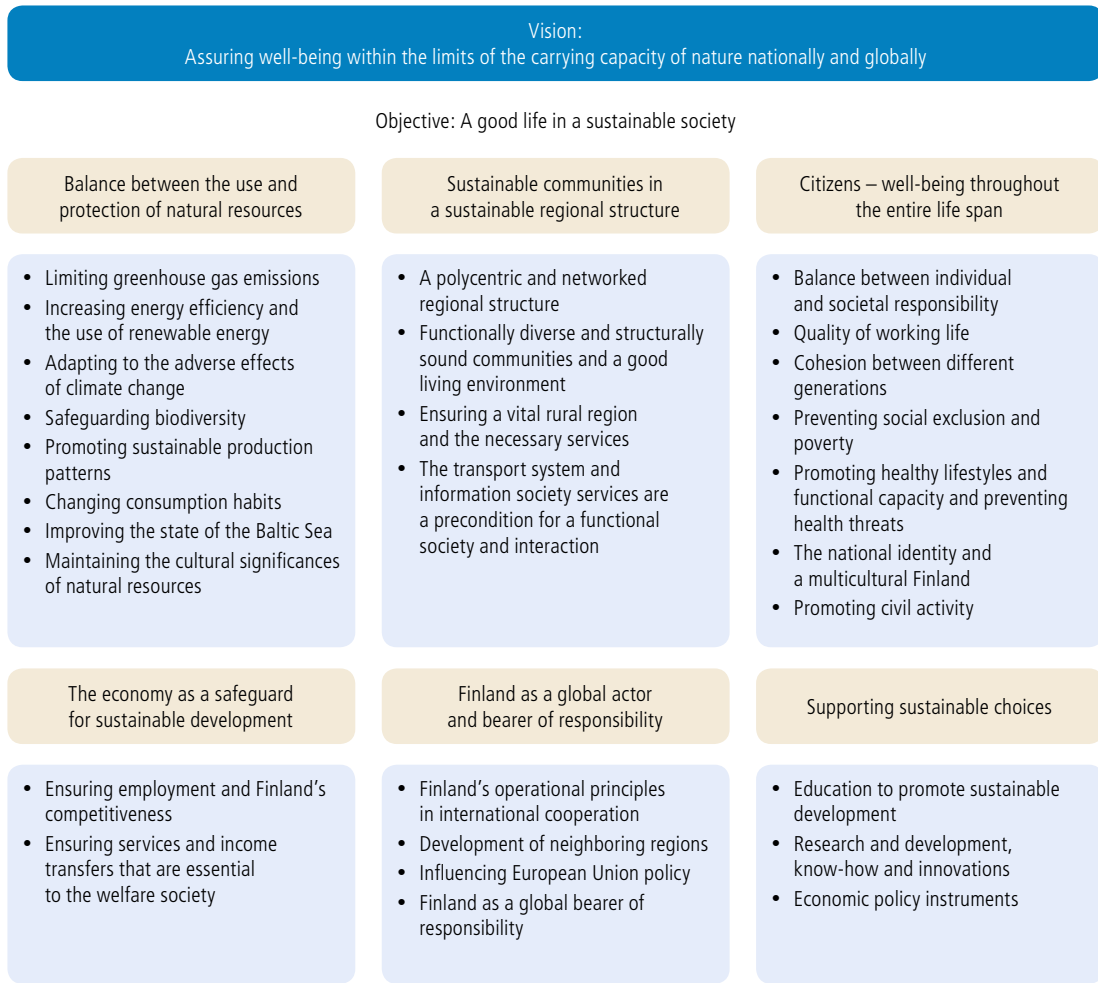 Vision:
Assuring well-being within the limits of the carrying capacity of nature nationally and globally
Objective: A good life in a sustainable society
Balance between the use and
protection of natural resources
• Limiting greenhouse gas emissions
• Increasing energy efficiency and
the use of renewable energy
• Adapting to the adverse effects
of climate change
• Safeguarding biodiversity
• Promoting sustainable production
patterns
• Changing consumption habits
• Improving the state of the Baltic Sea
• Maintaining the cultural significances
of natural resources
Sustainable communities in
a sustainable regional structure
• A polycentric and networked
regional structure
• Functionally diverse and structurally
sound communities and a good
living environment
• Ensuring a vital rural region
and the necessary services
• The transport system and
information society services are
a precondition for a functional
society and interaction
Citizens – well-being throughout
the entire life span
• Balance between individual
and societal responsibility
• Quality of working life
• Cohesion between different
generations
• Preventing social exclusion and
poverty
• Promoting healthy lifestyles and
functional capacity and preventing
health threats
• The national identity and
a multicultural Finland
• Promoting civil activity
The economy as a safeguard
for sustainable development
• Ensuring employment and Finland's
competitiveness
• Ensuring services and income
transfers that are essential
to the welfare society
Finland as a global actor
and bearer of responsibility
• Finland's operational principles
in international cooperation
• Development of neighboring regions
• Influencing European Union policy
• Finland as a global bearer of
responsibility
Supporting sustainable choices
• Education to promote sustainable
development
• Research and development,
know-how and innovations
• Economic policy instruments